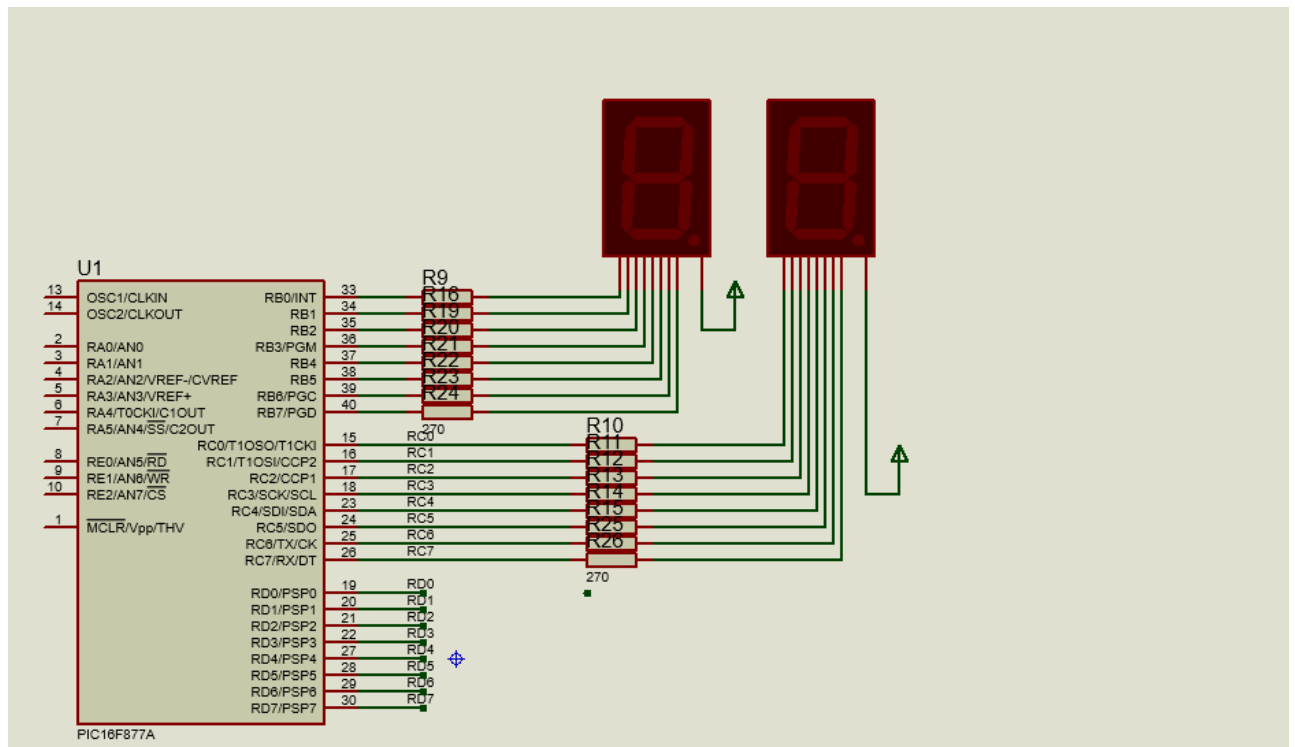 U1
13 OSC1/CLKIN RB0/INT 33
14 OSC2/CLKOUT RB1 34
RB2 35
2 RA0/AN0 RB3/PGM 36
3 RA1/AN1 RB4 37
4 RA2/AN2/VREF-/CVREF RB5 38
5 RA3/AN3/VREF+ RB6/PGC 39
6 RA4/T0CKI/C1OUT RB7/PGD 40
7 RA5/AN4/SS/C2OUT
RC0/T1OSO/T1CKI 15 RC0
8 RE0/AN5/RD RC1/T1OSI/CCP2 16 RC1
9 RE1/AN6/WR RC2/CCP1 17 RC2
10 RE2/AN7/CS RC3/SCK/SCL 18 RC3
RC4/SDI/SDA 23 RC4
1 MCLR/Vpp/THV RC5/SDO 24 RC5
RC6/TX/CK 25 RC6
RC7/RX/DT 26 RC7
RD0/PSP0 19 RD0
RD1/PSP1 20 RD1
RD2/PSP2 21 RD2
RD3/PSP3 22 RD3
RD4/PSP4 27 RD4
RD5/PSP5 28 RD5
RD6/PSP6 29 RD6
RD7/PSP7 30 RD7
PIC16F877A
R9
R16
R19
R20
R21
R22
R23
R24
270
R10
R11
R12
R13
R14
R15
R25
R26
270